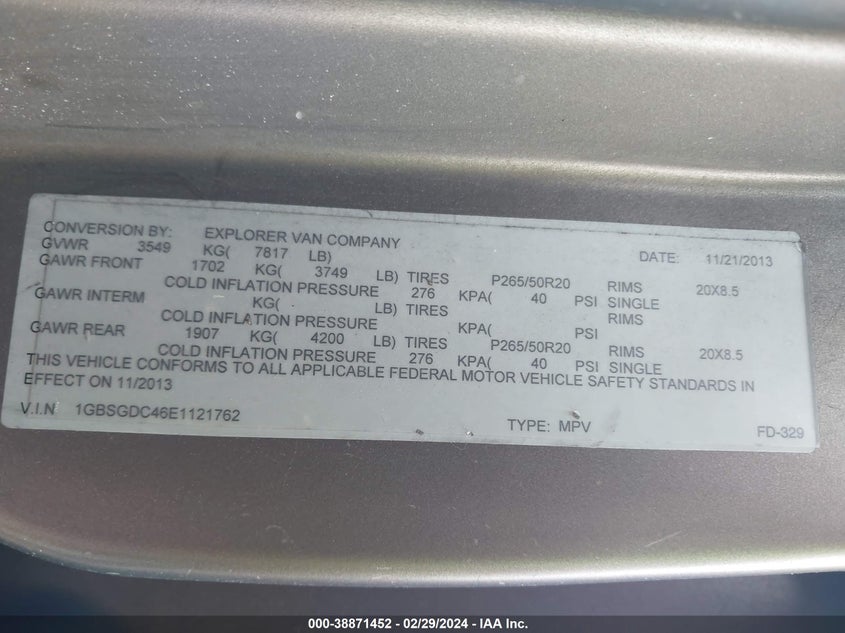 CONVERSION BY: EXPLORER VAN COMPANY DATE: 11/21/2013
GVWR 3549 KG( 7817 LB)
GAWR FRONT 1702 KG( 3749 LB) TIRES P265/50R20 RIMS 20X8.5
COLD INFLATION PRESSURE 276 KPA( 40 PSI SINGLE
GAWR INTERM KG( LB) TIRES RIMS
COLD INFLATION PRESSURE KPA( PSI
GAWR REAR 1907 KG( 4200 LB) TIRES P265/50R20 RIMS 20X8.5
COLD INFLATION PRESSURE 276 KPA( 40 PSI SINGLE
THIS VEHICLE CONFORMS TO ALL APPLICABLE FEDERAL MOTOR VEHICLE SAFETY STANDARDS IN
EFFECT ON 11/2013
V.I.N 1GBSGDC46E1121762 TYPE: MPV FD-329
000-38871452 - 02/29/2024 - IAA Inc.